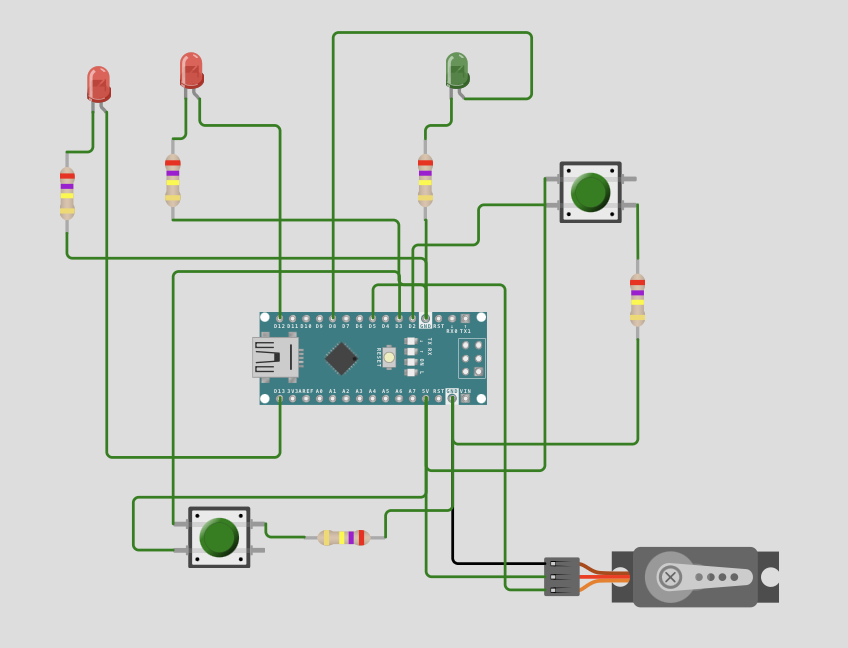 D12 D11 D10 D9 D8 D7 D6 D5 D4 D3 D2 GND RST
RX0 TX1
RESET
TX RX
ON L
D13 3V3 AREF A0 A1 A2 A3 A4 A5 A6 A7 5V RST GND VIN